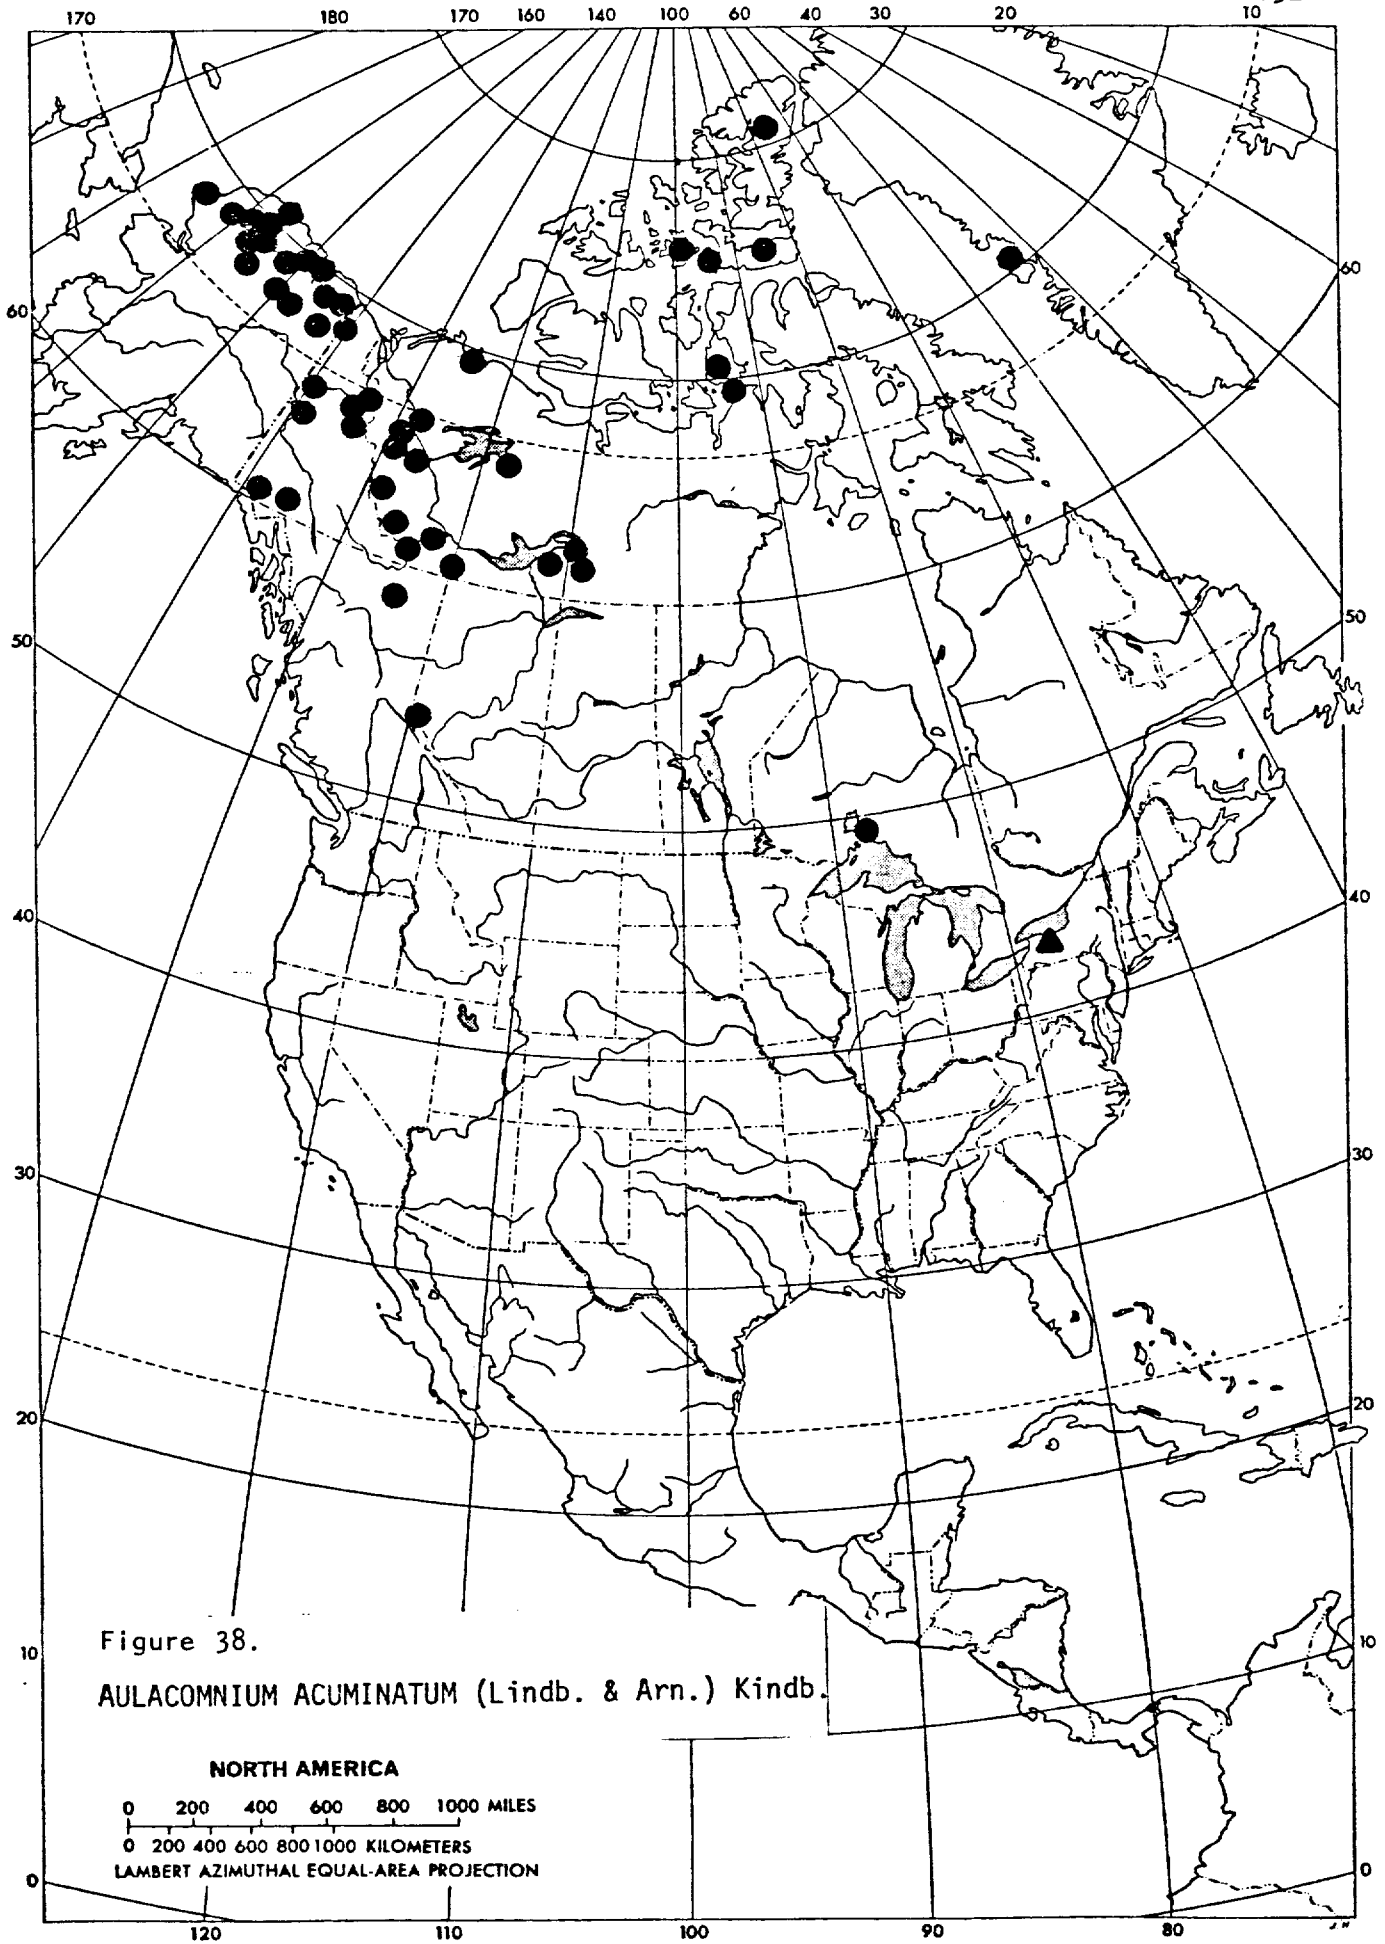 170 180 170 160 140 100 60 40 30 20 10
60
60
50
50
40
40
30
30
20
20
Figure 38.
10
10
AULACOMNIUM ACUMINATUM (Lindb. & Arn.) Kindb.
NORTH AMERICA
0 200 400 600 800 1000 MILES
0 200 400 600 800 1000 KILOMETERS
LAMBERT AZIMUTHAL EQUAL-AREA PROJECTION
0
0
120 110 100 90 80